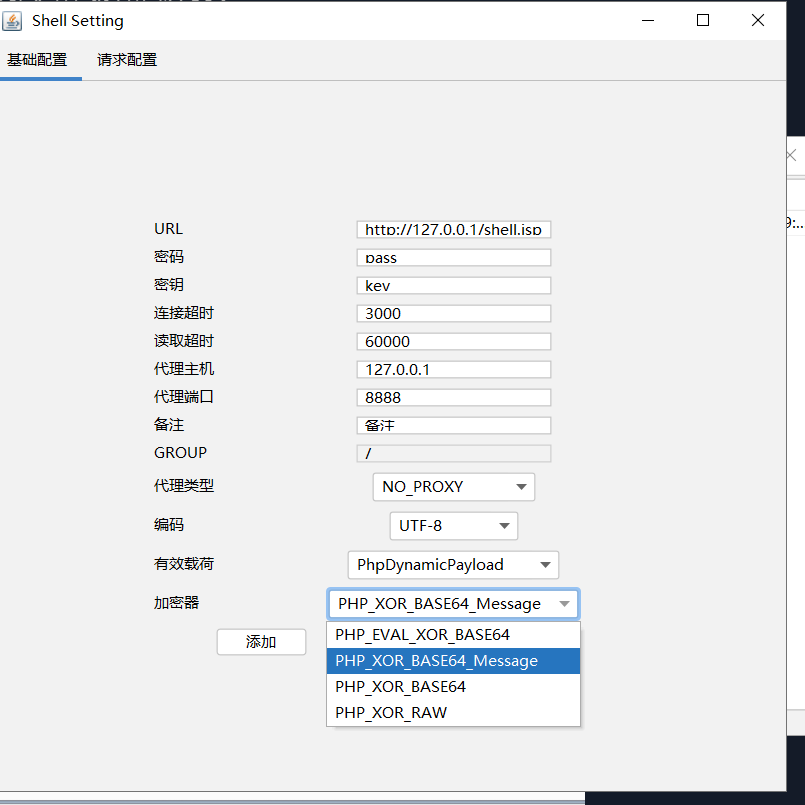 Shell Setting
基础配置 请求配置
URL http://127.0.0.1/shell.jsp
密码 pass
密钥 key
连接超时 3000
读取超时 60000
代理主机 127.0.0.1
代理端口 8888
备注 备注
GROUP /
代理类型 NO_PROXY
编码 UTF-8
有效载荷 PhpDynamicPayload
加密器 PHP_XOR_BASE64_Message
添加 PHP_EVAL_XOR_BASE64
PHP_XOR_BASE64_Message
PHP_XOR_BASE64
PHP_XOR_RAW
9:...